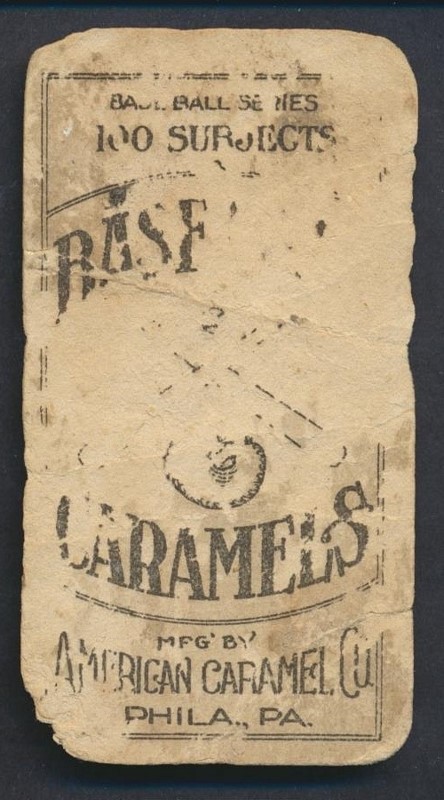 BASE BALL SERIES
100 SUBJECTS
BASE
CARAMELS
MFG' BY
AMERICAN CARAMEL Co
PHILA., PA.